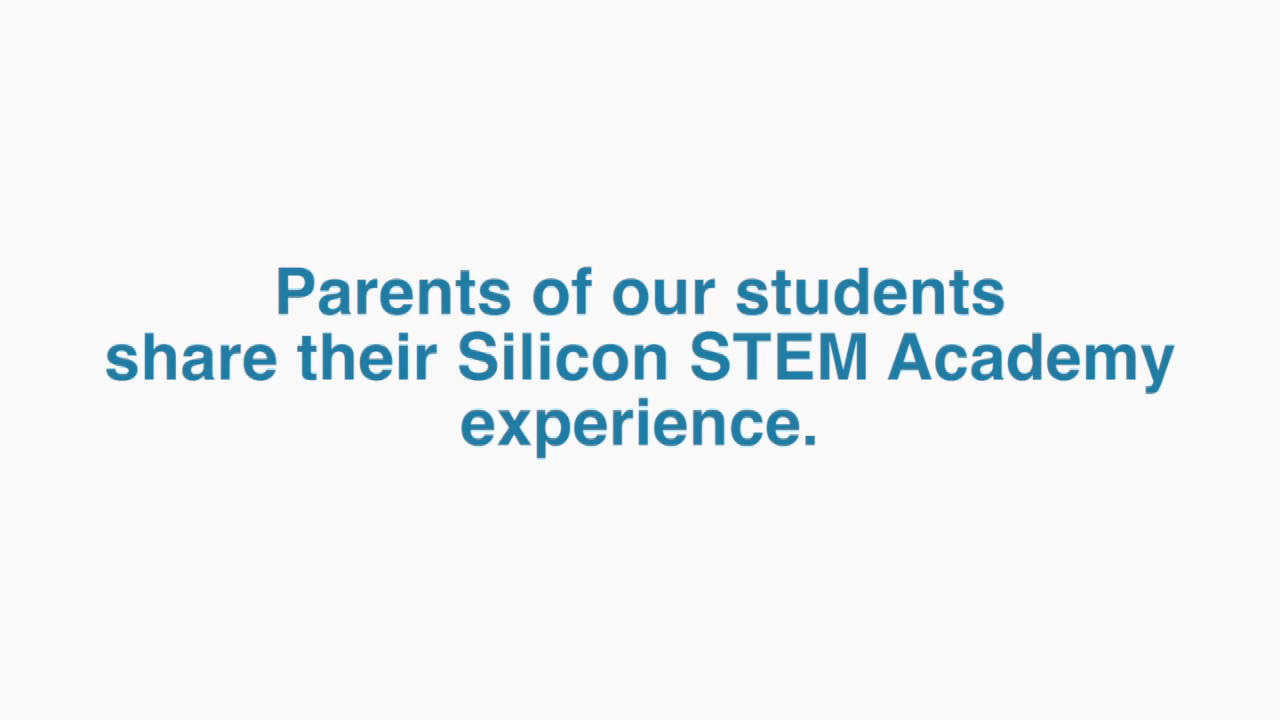 Parents of our students
share their Silicon STEM Academy
experience.